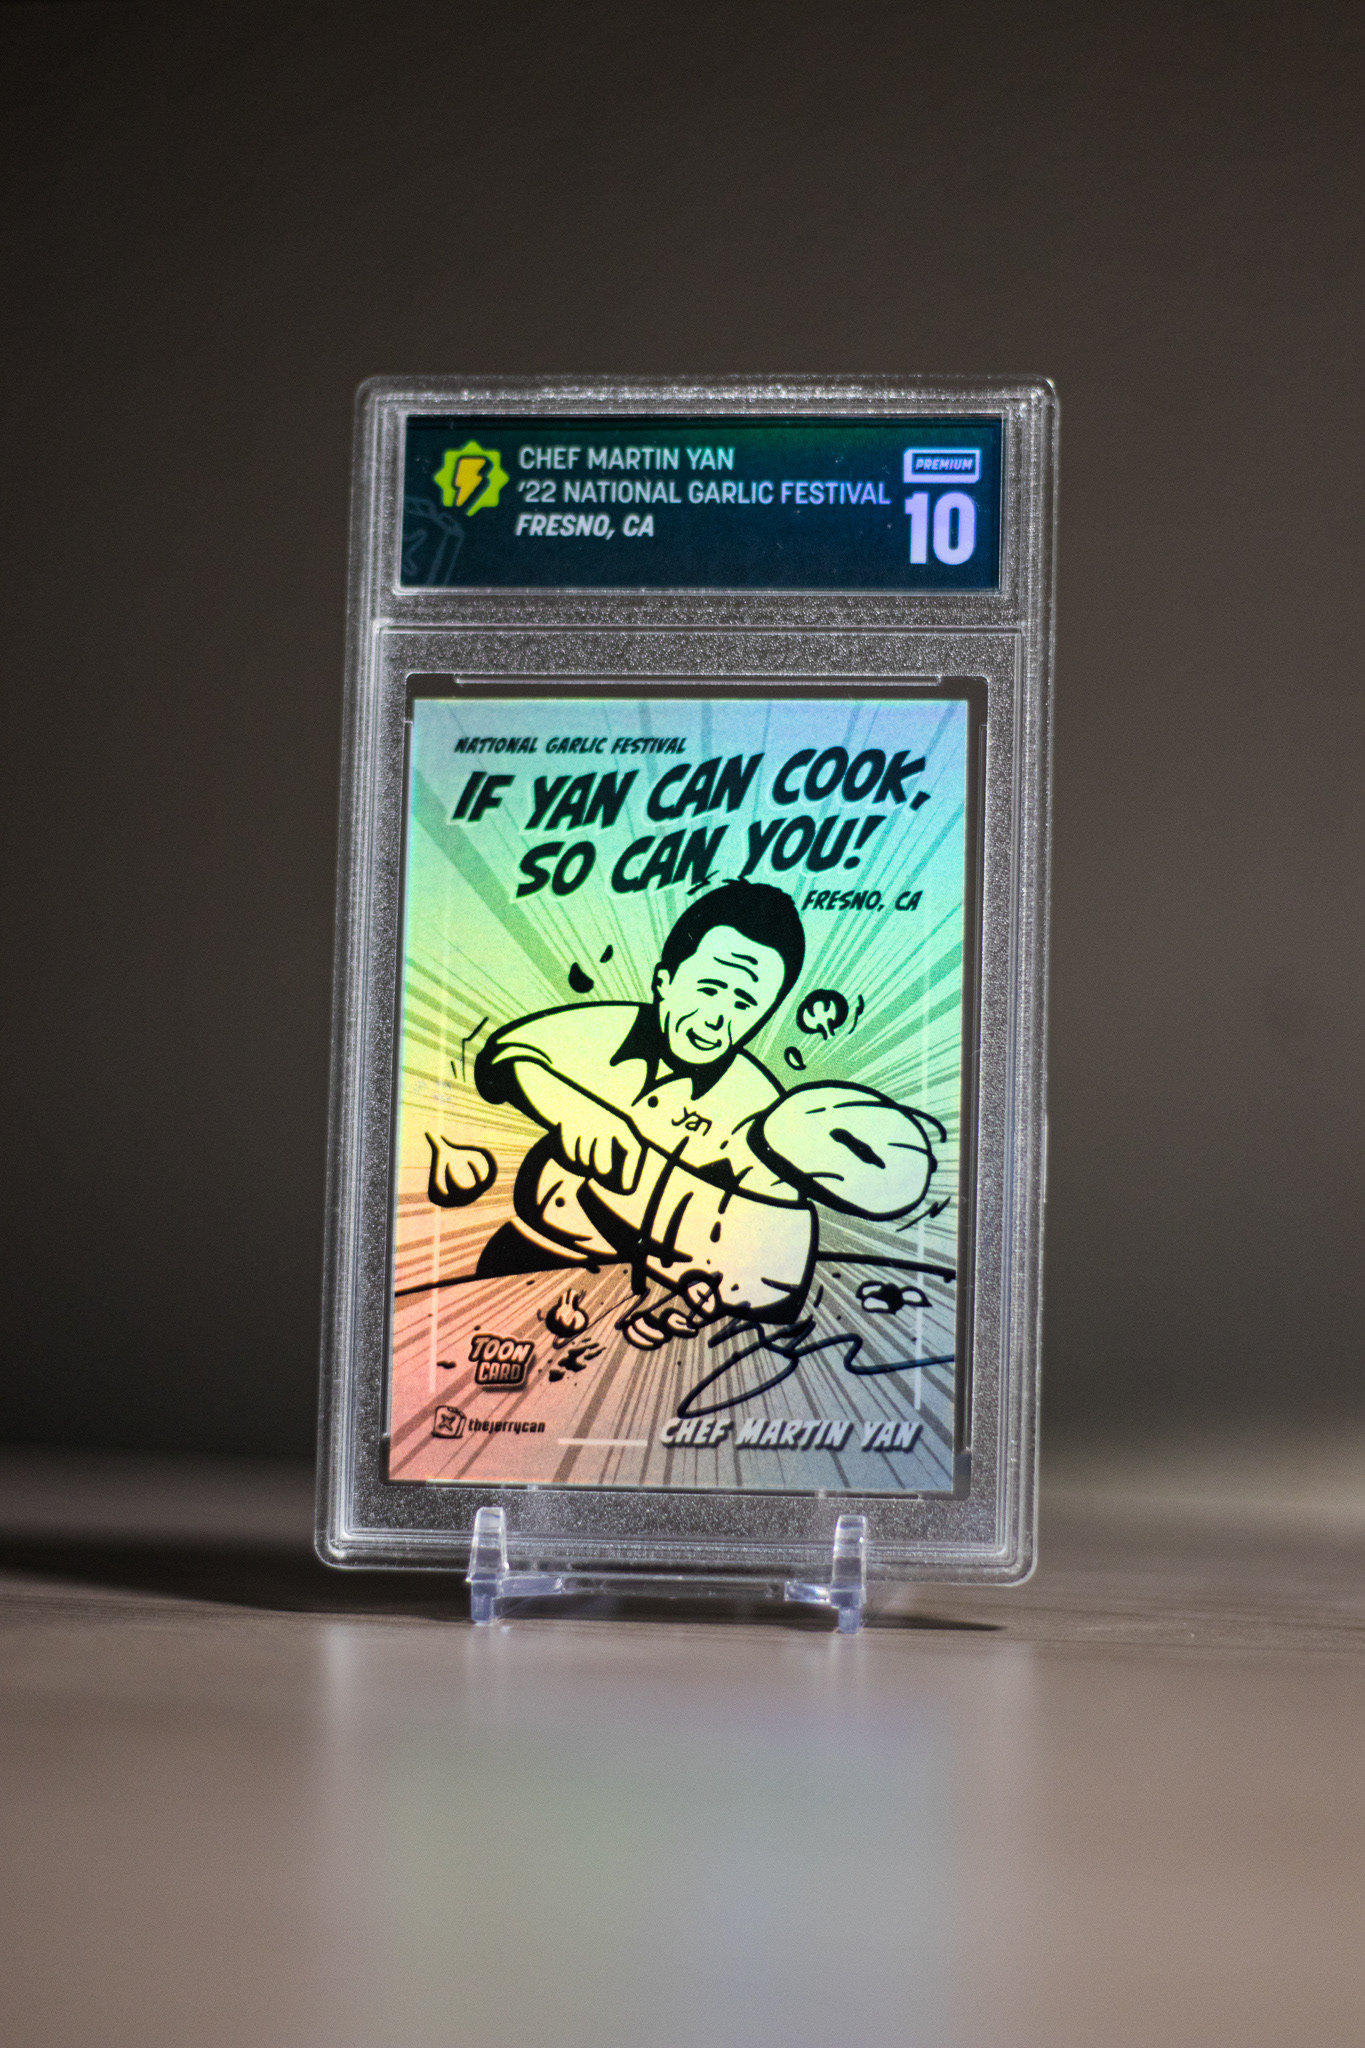 CHEF MARTIN YAN
'22 NATIONAL GARLIC FESTIVAL
FRESNO, CA
PREMIUM
10
NATIONAL GARLIC FESTIVAL
IF YAN CAN COOK,
SO CAN YOU!
FRESNO, CA
yan
TOON
CARD
thejerrycan
CHEF MARTIN YAN